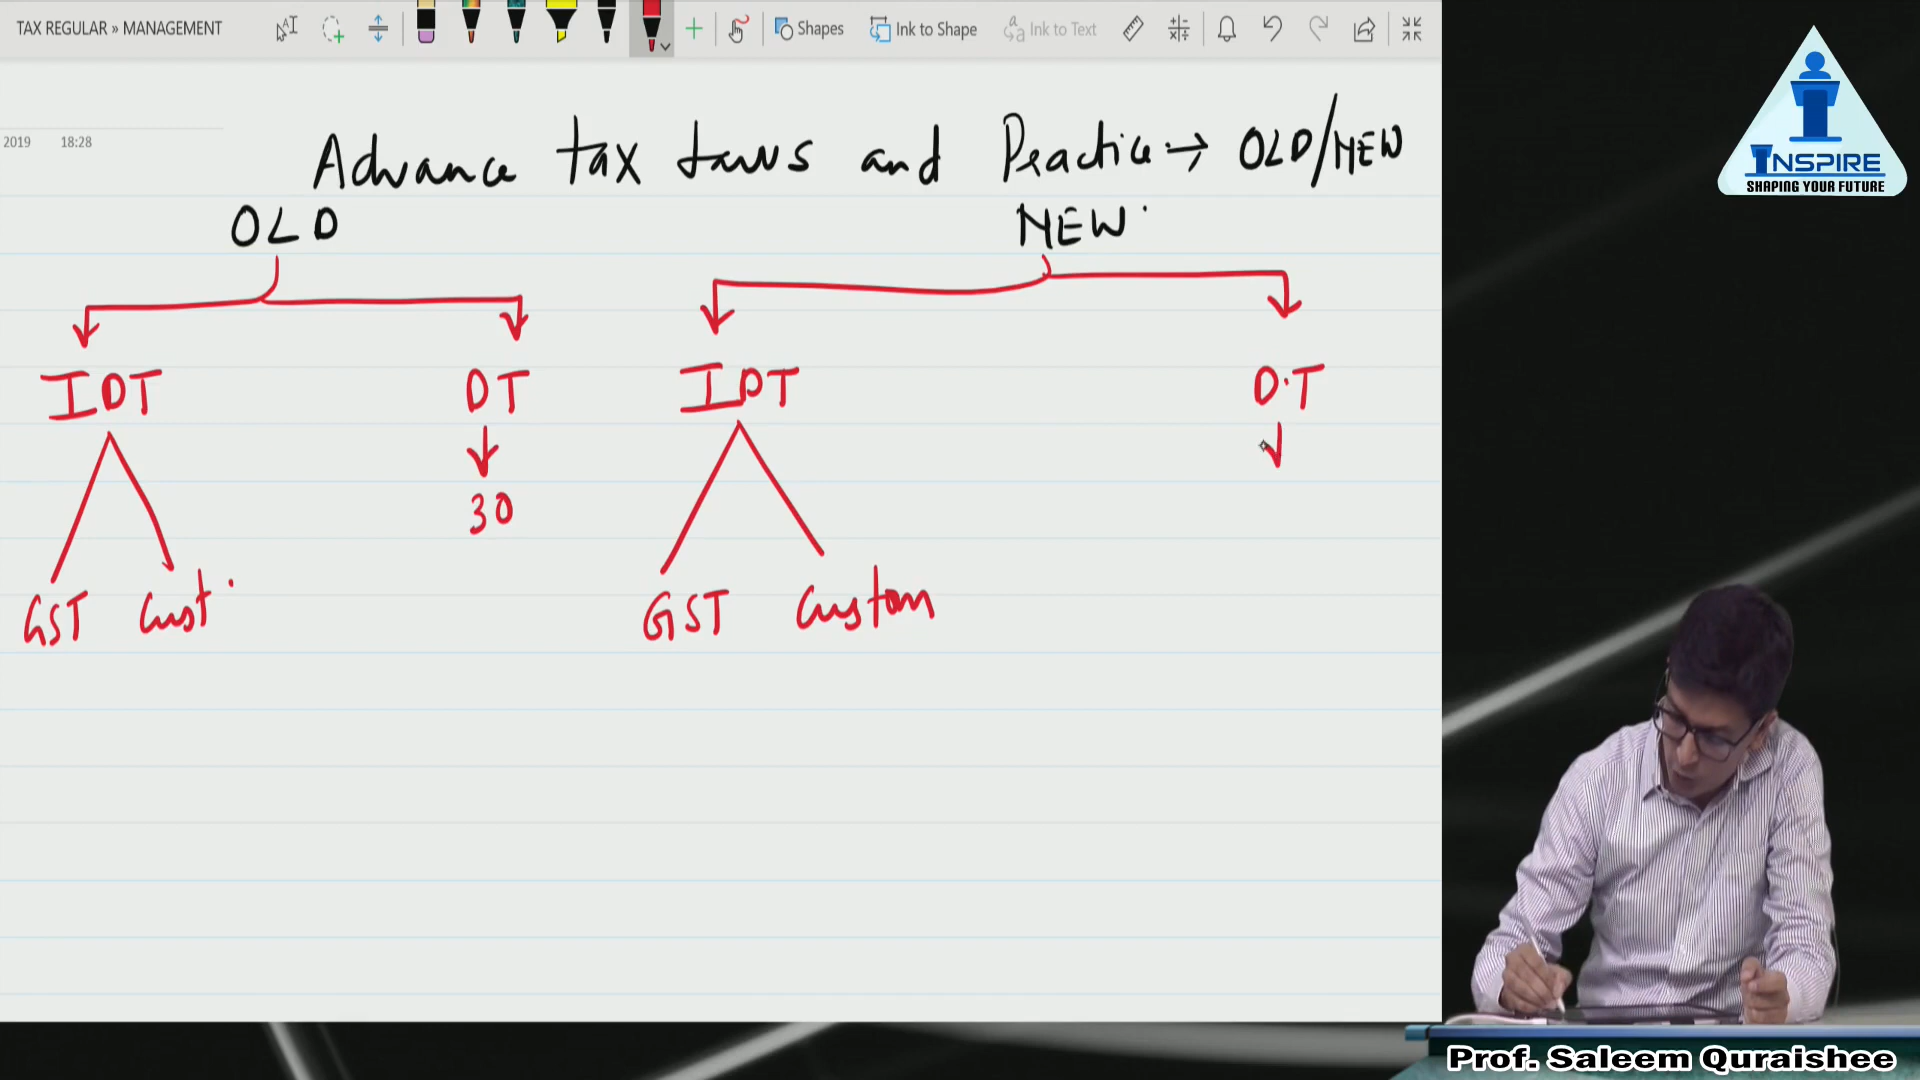 TAX REGULAR » MANAGEMENT
Shapes
Ink to Shape
Ink to Text
2019 18:28
Advance tax Laws and Practice → OLD/NEW
OLD
NEW
IDT
DT
IDT
D.T
30
GST Cust
GST Custom
INSPIRE
SHAPING YOUR FUTURE
Prof. Saleem Quraishee